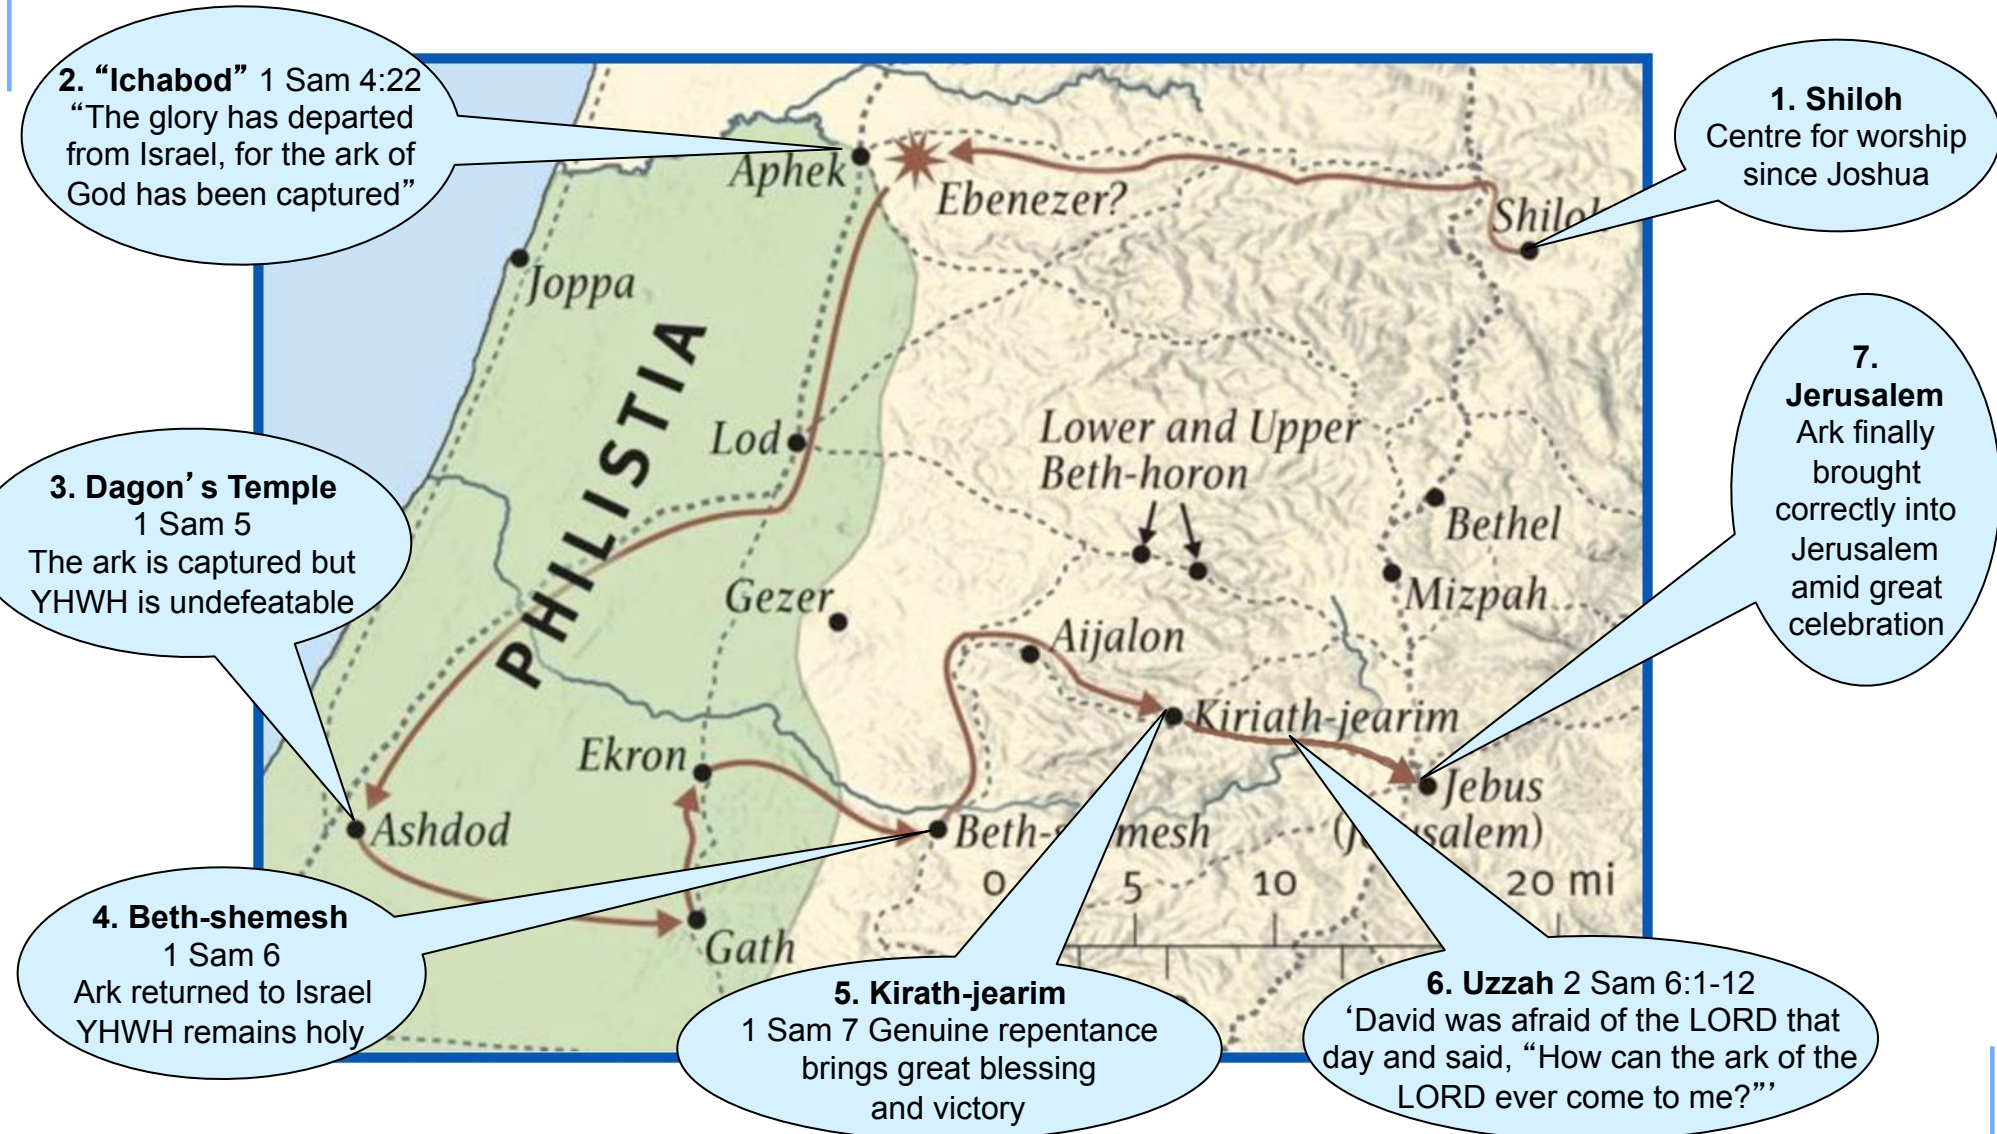 2. “Ichabod” 1 Sam 4:22
“The glory has departed
from Israel, for the ark of
God has been captured”
1. Shiloh
Centre for worship
since Joshua
Aphek
Ebenezer?
Shiloh
Joppa
PHILISTIA
7.
Jerusalem
Ark finally
brought
correctly into
Jerusalem
amid great
celebration
Lod
Lower and Upper
Beth-horon
3. Dagon’s Temple
1 Sam 5
The ark is captured but
YHWH is undefeatable
Bethel
Gezer
Mizpah
Aijalon
Kiriath-jearim
Ekron
Jebus
(Jerusalem)
Ashdod
Beth-shemesh
0 5 10 20 mi
Gath
4. Beth-shemesh
1 Sam 6
Ark returned to Israel
YHWH remains holy
5. Kirath-jearim
1 Sam 7 Genuine repentance
brings great blessing
and victory
6. Uzzah 2 Sam 6:1-12
‘David was afraid of the LORD that
day and said, “How can the ark of the
LORD ever come to me?”’